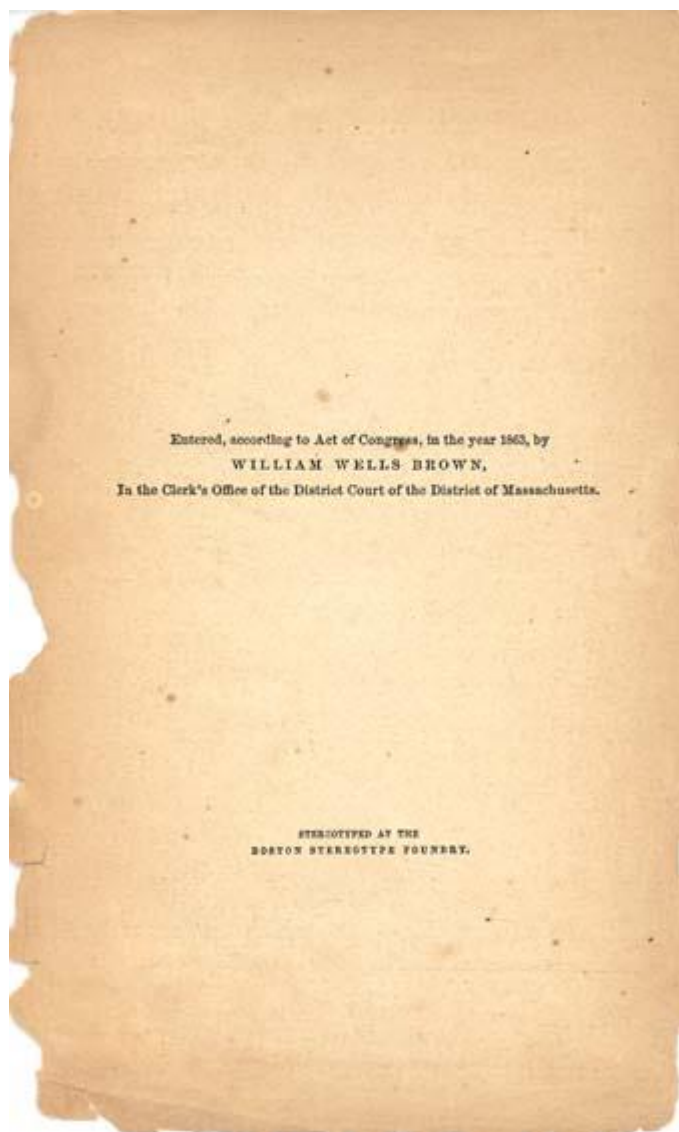 Entered, according to Act of Congress, in the year 1863, by
WILLIAM WELLS BROWN,
In the Clerk's Office of the District Court of the District of Massachusetts.
STEREOTYPED AT THE
BOSTON STEREOTYPE FOUNDRY.